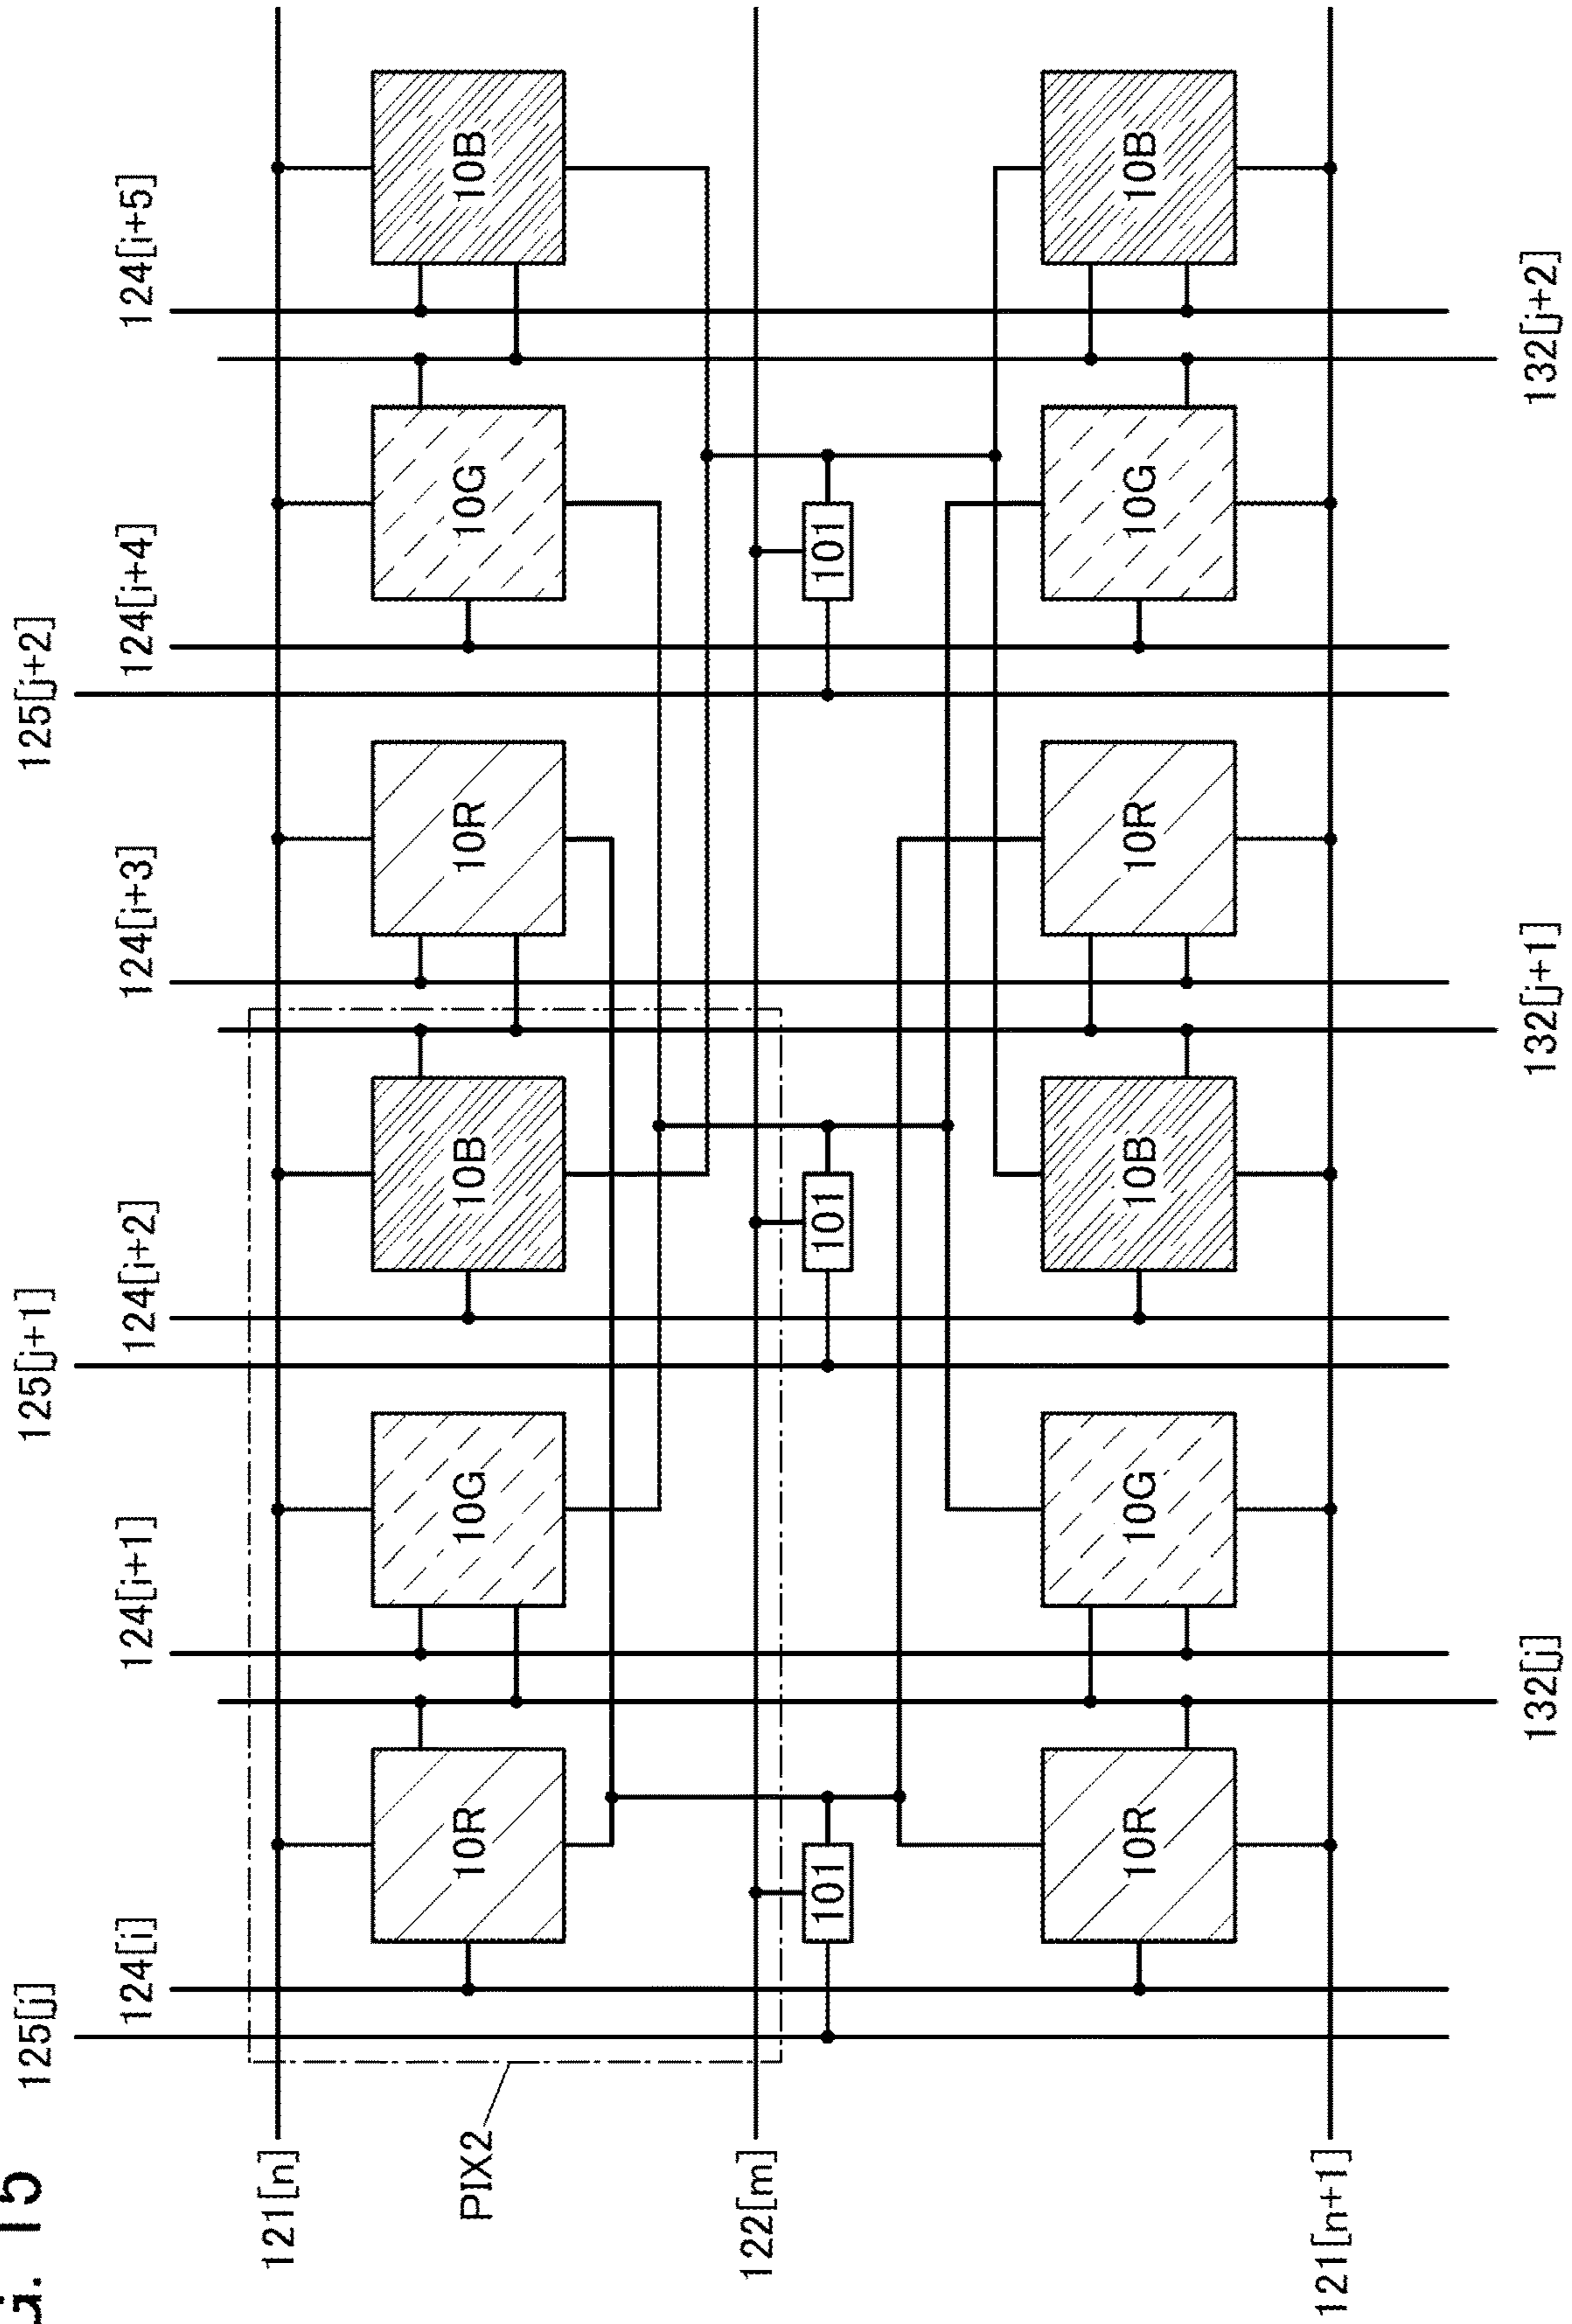 G. 15
125[j]
125[j+1]
125[j+2]
124[i]
124[i+1]
124[i+2]
124[i+3]
124[i+4]
124[i+5]
121[n]
PIX2
10R
10G
10B
10R
10G
10B
122[m]
101
101
101
10R
10G
10B
10R
10G
10B
121[n+1]
132[j]
132[j+1]
132[j+2]